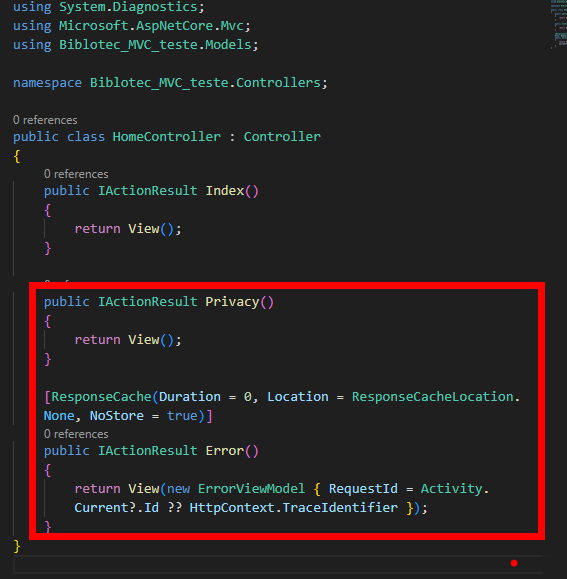 using System.Diagnostics;
using Microsoft.AspNetCore.Mvc;
using Biblotec_MVC_teste.Models;
namespace Biblotec_MVC_teste.Controllers;
0 references
public class HomeController : Controller
{
0 references
public IActionResult Index()
{
return View();
}
public IActionResult Privacy()
{
return View();
}
[ResponseCache(Duration = 0, Location = ResponseCacheLocation.
None, NoStore = true)]
0 references
public IActionResult Error()
{
return View(new ErrorViewModel { RequestId = Activity.
Current?.Id ?? HttpContext.TraceIdentifier });
}
}